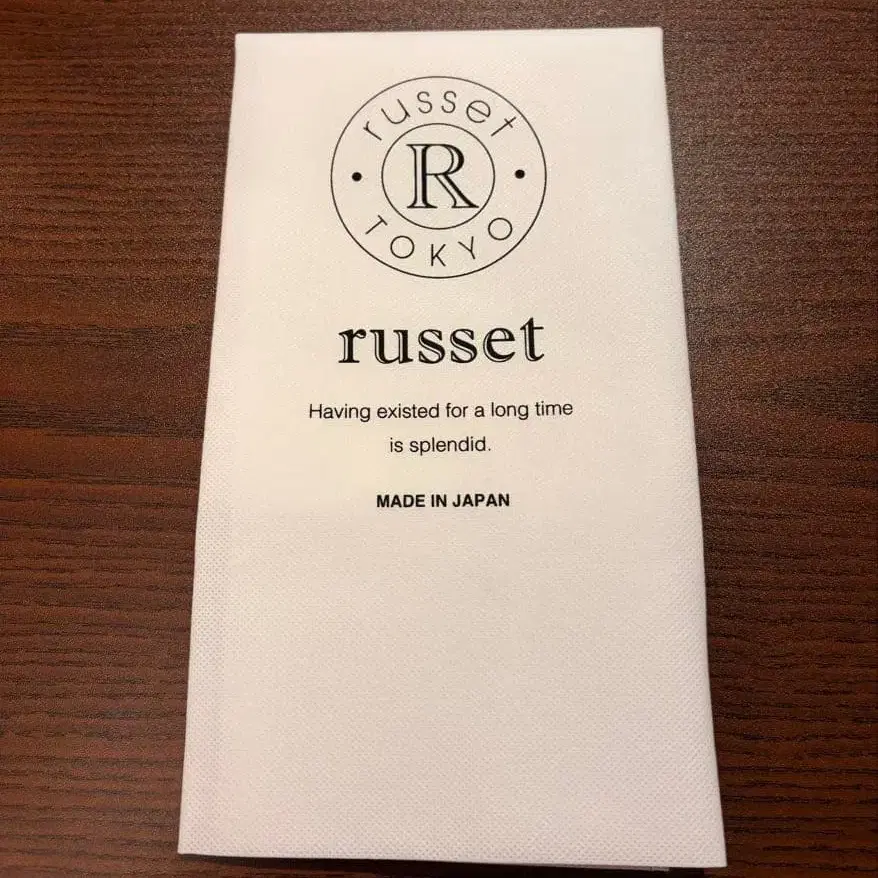 russet
R
TOKYO
russet
Having existed for a long time
is splendid.
MADE IN JAPAN